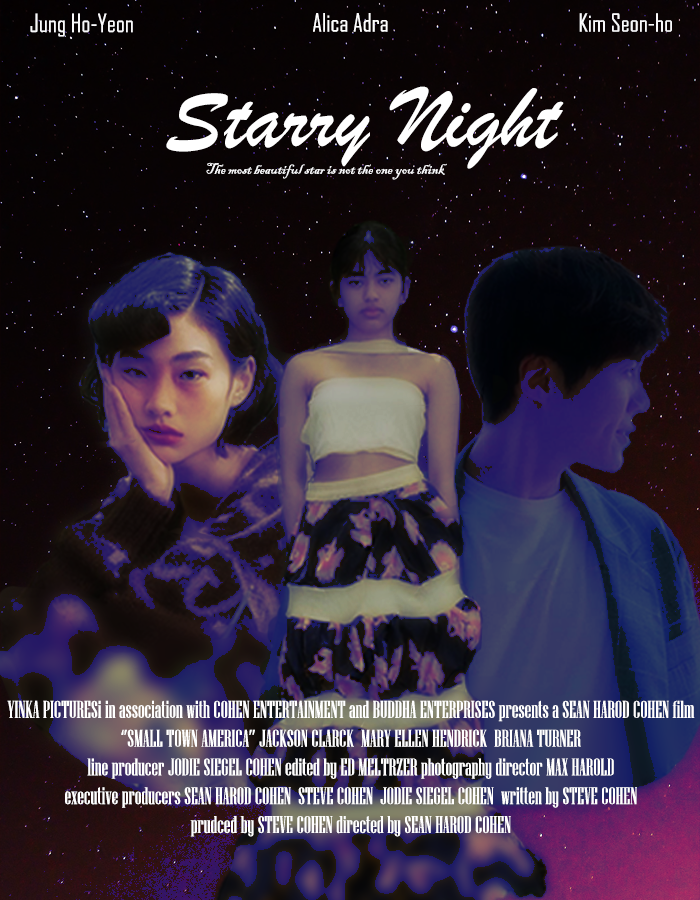 Jung Ho-Yeon Alica Adra Kim Seon-ho
Starry Night
The most beautiful star is not the one you think
YINKA PICTURESi in association with COHEN ENTERTAINMENT and BUDDHA ENTERPRISES presents a SEAN HAROD COHEN film
"SMALL TOWN AMERICA" JACKSON CLARCK MARY ELLEN HENDRICK BRIANA TURNER
line producer JODIE SIEGEL COHEN edited by ED MELTRZER photography director MAX HAROLD
executive producers SEAN HAROD COHEN STEVE COHEN JODIE SIEGEL COHEN written by STEVE COHEN
prudced by STEVE COHEN directed by SEAN HAROD COHEN